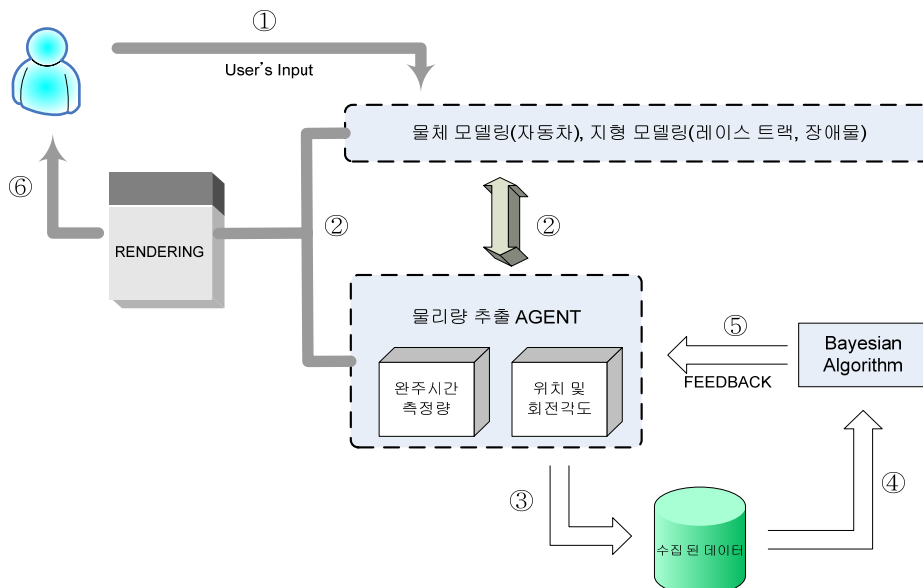 ①
User's Input
물체 모델링(자동차), 지형 모델링(레이스 트랙, 장애물)
⑥
RENDERING
②
②
물리량 추출 AGENT
완주시간
측정량
위치 및
회전각도
⑤
FEEDBACK
Bayesian
Algorithm
③
④
수집 된 데이터